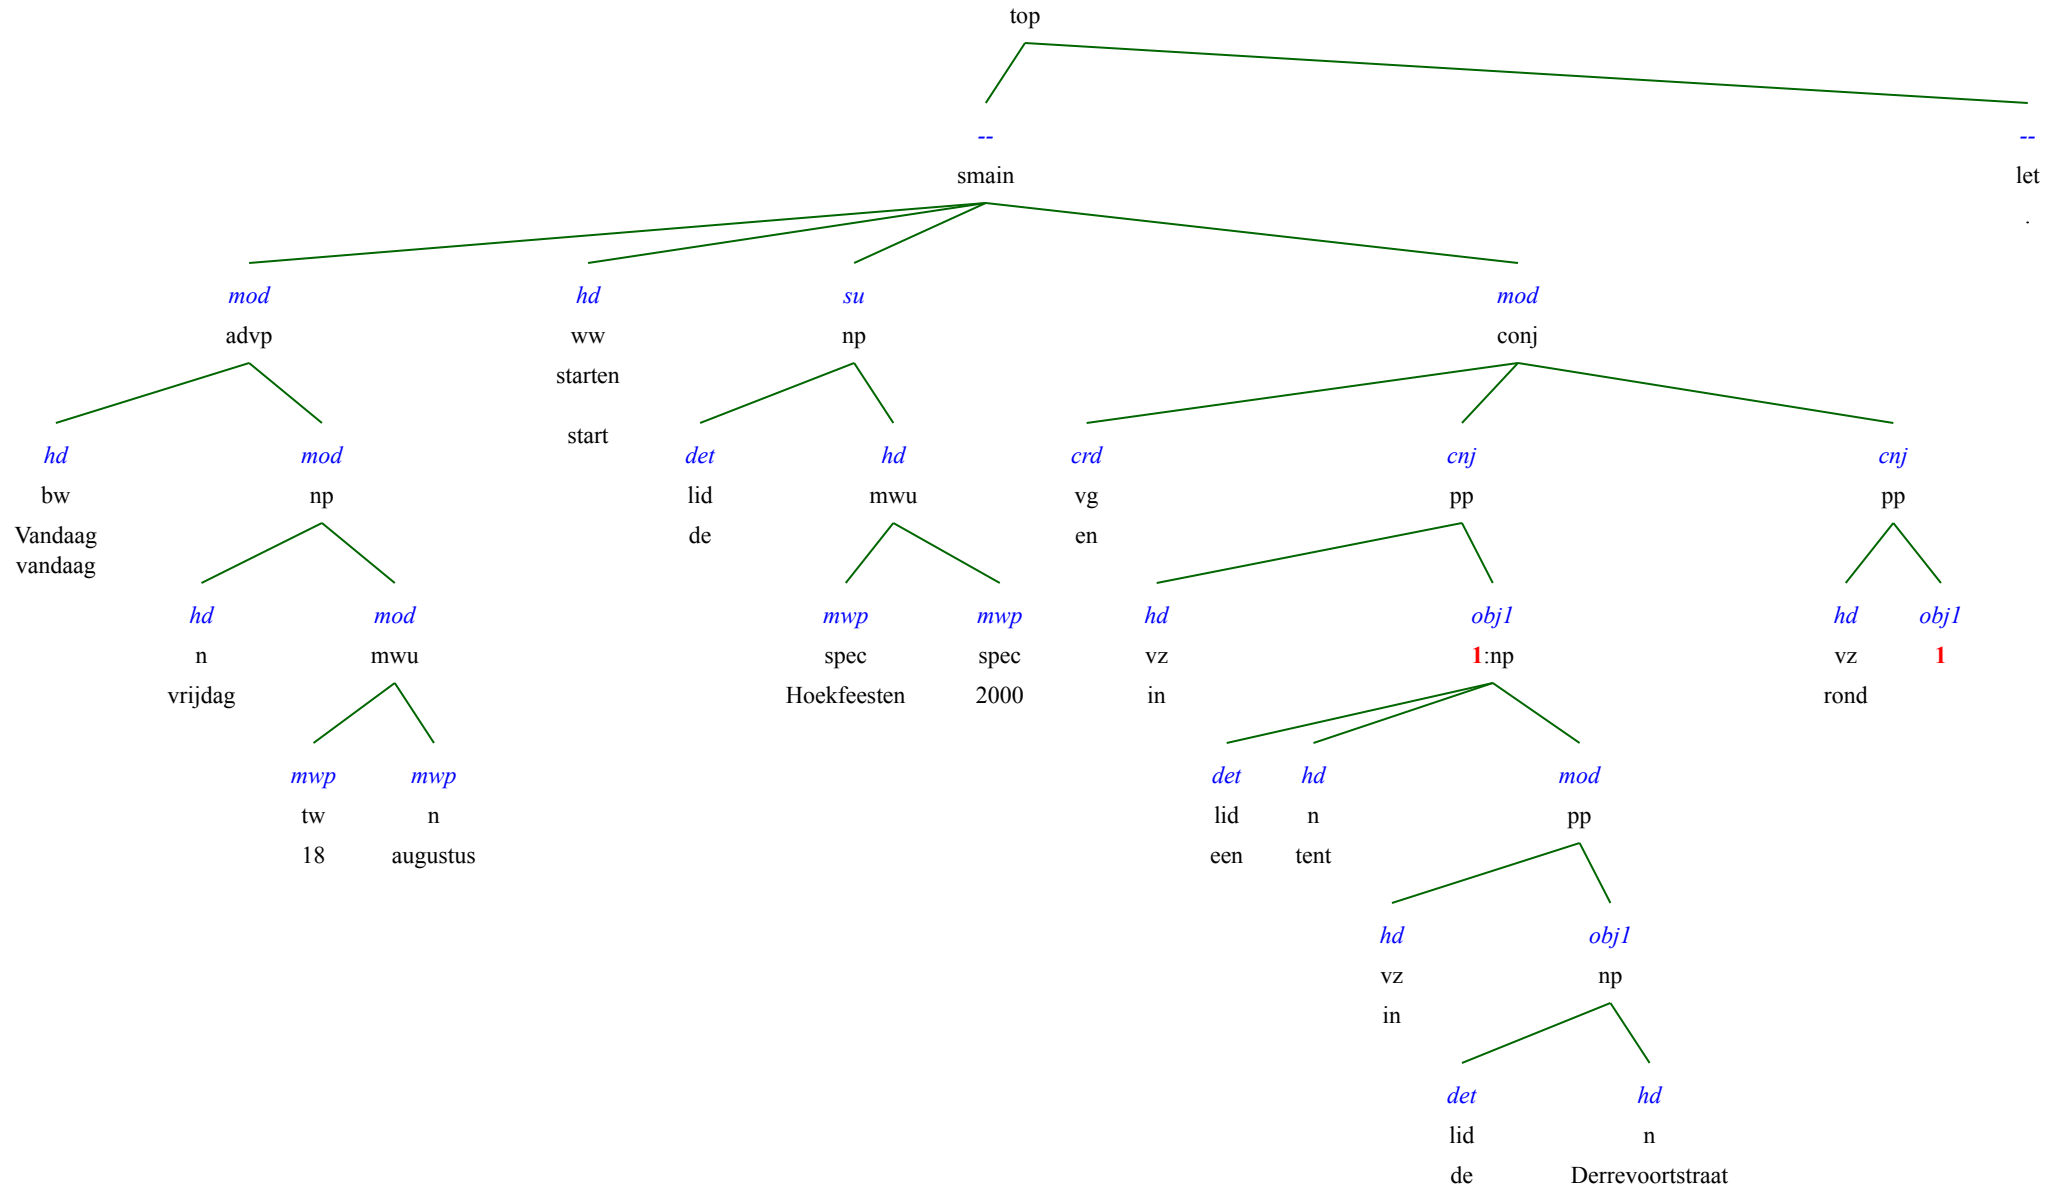 top
-- --
smain let
.
mod hd su mod
advp ww np conj
starten
start
hd mod det hd crd cnj cnj
bw np lid mwu vg pp pp
Vandaag de en
vandaag
hd mod mwp mwp hd obj1 hd obj1
n mwu spec spec vz 1:np vz 1
vrijdag Hoekfeesten 2000 in rond
mwp mwp det hd mod
tw n lid n pp
18 augustus een tent
hd obj1
vz np
in
det hd
lid n
de Derrevoortstraat